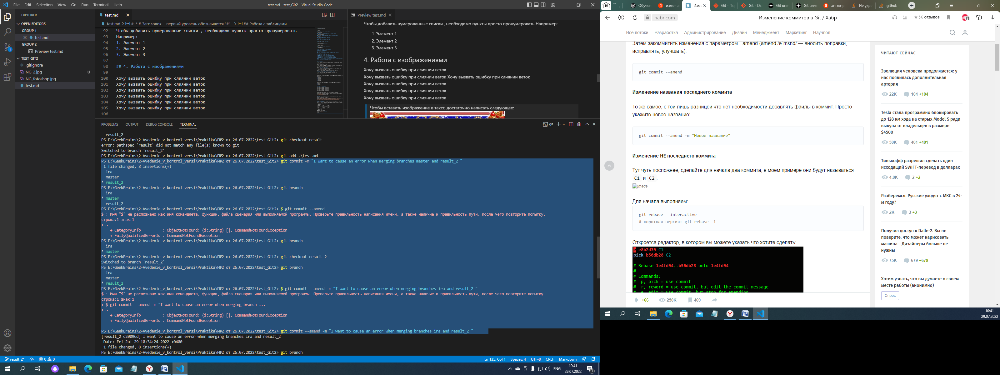 File Edit Selection View Go Run Terminal Help
test.md - test_Git2 - Visual Studio Code
EXPLORER
OPEN EDITORS
GROUP 1
test.md
GROUP 2
Preview test.md
TEST_GIT2
.gitignore
NG_2.jpg U
NG_fotoshop.jpg
test.md
test.md
test.md > # * # Заголовок - первый уровень обозначается "#" > ## Работа с таблицами
92 Чтобы добавить нумерованные списки , необходимо пункты просто пронумеровать
93 Например:
94 1. Элемент 1
95 2. Элемент 2
96 3. Элемент 3
97
98 ## 4. Работа с изображениями
99
100 Хочу вызвать ошибку при слиянии веток
101 Хочу вызвать ошибку при слиянии веток
102 Хочу вызвать ошибку при слиянии веток
103 Хочу вызвать ошибку при слиянии веток
104 Хочу вызвать ошибку при слиянии веток
105 Хочу вызвать ошибку при слиянии веток
106
Preview test.md
Чтобы добавить нумерованные списки , необходимо пункты просто пронумеровать Например:
1. Элемент 1
2. Элемент 2
3. Элемент 3
4. Работа с изображениями
Хочу вызвать ошибку при слиянии веток
Хочу вызвать ошибку при слиянии веток Хочу вызвать ошибку при слиянии веток
Хочу вызвать ошибку при слиянии веток
Хочу вызвать ошибку при слиянии веток
Хочу вызвать ошибку при слиянии веток
Чтобы вставить изображение в текст, достаточно написать следующее:
PROBLEMS OUTPUT DEBUG CONSOLE TERMINAL
git
result_2
PS E:\GeekBrains\2-Vvedenie_v_kontrol_versi\Praktika\P№2 от 26.07.2022\test_Git2> git checkout result
error: pathspec 'result' did not match any file(s) known to git
Switched to branch 'result_2'
PS E:\GeekBrains\2-Vvedenie_v_kontrol_versi\Praktika\P№2 от 26.07.2022\test_Git2> git add .\test.md
PS E:\GeekBrains\2-Vvedenie_v_kontrol_versi\Praktika\P№2 от 26.07.2022\test_Git2> git commit -m "I want to cause an error when merging branches master and result_2 "
1 file changed, 8 insertions(+)
ira
master
* result_2
PS E:\GeekBrains\2-Vvedenie_v_kontrol_versi\Praktika\P№2 от 26.07.2022\test_Git2> git branch
ira
* master
result_2
PS E:\GeekBrains\2-Vvedenie_v_kontrol_versi\Praktika\P№2 от 26.07.2022\test_Git2> $ git commit --amend
$ : Имя "$" не распознано как имя командлета, функции, файла сценария или выполняемой программы. Проверьте правильность написания имени, а также наличие и правильность пути, после чего повторите попытку.
строка:1 знак:1
+ ~
+ CategoryInfo : ObjectNotFound: ($:String) [], CommandNotFoundException
+ FullyQualifiedErrorId : CommandNotFoundException
PS E:\GeekBrains\2-Vvedenie_v_kontrol_versi\Praktika\P№2 от 26.07.2022\test_Git2> git branch
ira
* master
PS E:\GeekBrains\2-Vvedenie_v_kontrol_versi\Praktika\P№2 от 26.07.2022\test_Git2> git checkout result_2
Switched to branch 'result_2'
PS E:\GeekBrains\2-Vvedenie_v_kontrol_versi\Praktika\P№2 от 26.07.2022\test_Git2> git branch
ira
master
* result_2
PS E:\GeekBrains\2-Vvedenie_v_kontrol_versi\Praktika\P№2 от 26.07.2022\test_Git2> $ git commit --amend -m "I want to cause an error when merging branches ira and result_2 "
$ : Имя "$" не распознано как имя командлета, функции, файла сценария или выполняемой программы. Проверьте правильность написания имени, а также наличие и правильность пути, после чего повторите попытку.
строка:1 знак:1
+ $ git commit --amend -m "I want to cause an error when merging branch ...
+ ~
+ CategoryInfo : ObjectNotFound: ($:String) [], CommandNotFoundException
+ FullyQualifiedErrorId : CommandNotFoundException
PS E:\GeekBrains\2-Vvedenie_v_kontrol_versi\Praktika\P№2 от 26.07.2022\test_Git2> git commit --amend -m "I want to cause an error when merging branches ira and result_2 "
[result_2 c20096d] I want to cause an error when merging branches ira and result_2
Date: Fri Jul 29 10:34:24 2022 +0400
1 file changed, 8 insertions(+)
PS E:\GeekBrains\2-Vvedenie_v_kontrol_versi\Praktika\P№2 от 26.07.2022\test_Git2> git branch
result_2* 0 0
Ln 135, Col 1 Spaces: 4 UTF-8 CRLF Markdown
ENG 10:41
29.07.2022
10 Обучен измени Изме Git - Пе Git - Ос Git unm Git unm англо-р Не удае github
habr.com Изменение коммитов в Git / Хабр 5K отзывов
Все потоки Разработка Администрирование Дизайн Менеджмент Маркетинг Научпоп
Затем закоммитить изменения с параметром --amend (amend /ə mɛnd/ — вносить поправки,
исправлять, улучшать):
git commit --amend
Изменение названия последнего коммита
То же самое, с той лишь разницей что нет необходимости добавлять файлы в коммит. Просто
укажите новое название:
git commit --amend -m "Новое название"
Изменение НЕ последнего коммита
Тут чуть посложнее, сделайте для начала два коммита, в моем примере они будут называться
C1 и C2 :
image
Для начала выполняем:
git rebase --interactive
# короткая версия: git rebase -i
Откроется редактор, в котором вы можете указать что хотите сделать:
e e8b2d39 C1
pick b56db28 C2
# Rebase 1e4fd94..b56db28 onto 1e4fd94
#
# Commands:
# p, pick = use commit
# r, reword = use commit, but edit the commit message
# e, edit = use commit, but stop for amending
+66 250K 469
ЧИТАЮТ СЕЙЧАС
Эволюция человека продолжается: у
нас появилась дополнительная
артерия
22K 104 +104
Tesla стала программно блокировать
до 128 км хода на старых Model S ради
выкупа от владельцев в размере
$4500
50K 401 +401
Тинькофф разрешил сделать один
исходящий SWIFT-перевод в долларах
4.8K 2 +2
Разберемся. Русские уходят с МКС в 24-
м году?
2K 3 +3
Получил доступ к Dalle-2. Вы не
поверите, что может нарисовать
машина... Дизайнеры больше не
нужны
75K 679 +679
Хотим узнать, что вы думаете о своём
месте работы (анонимно)
Опрос
10:41
29.07.2022